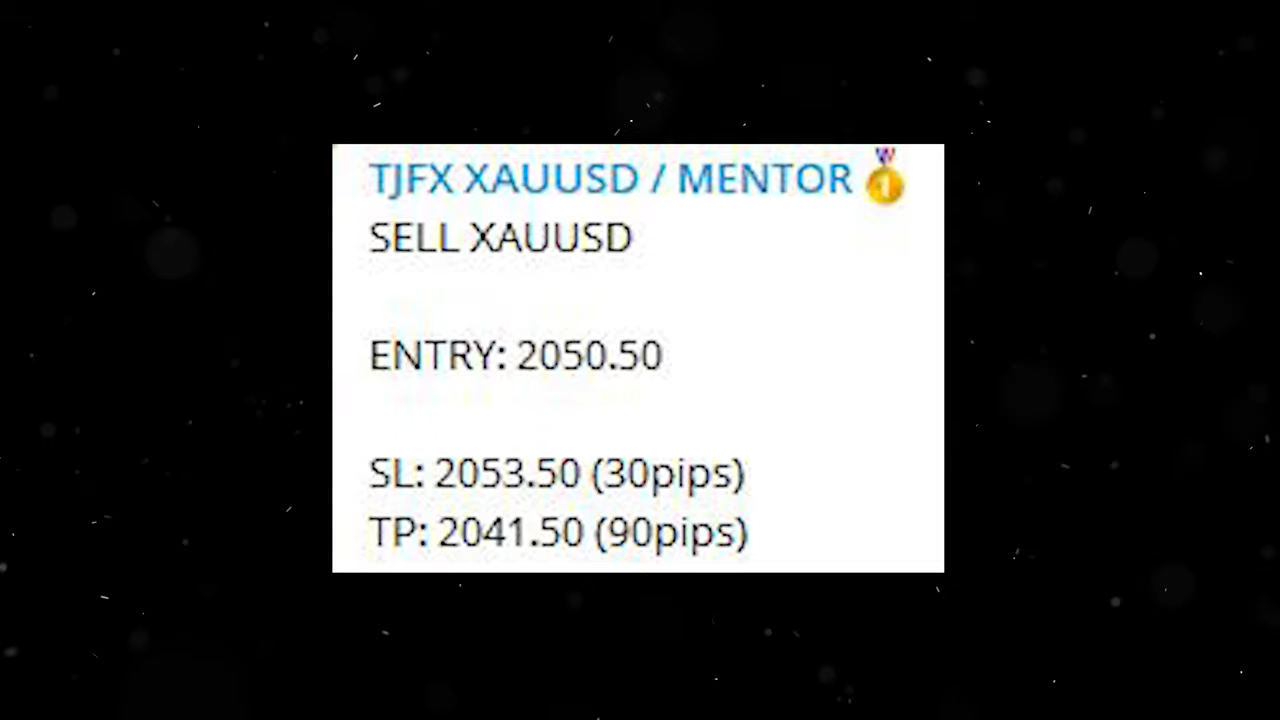 TJFX XAUUSD / MENTOR🥇
SELL XAUUSD
ENTRY: 2050.50
SL: 2053.50 (30pips)
TP: 2041.50 (90pips)